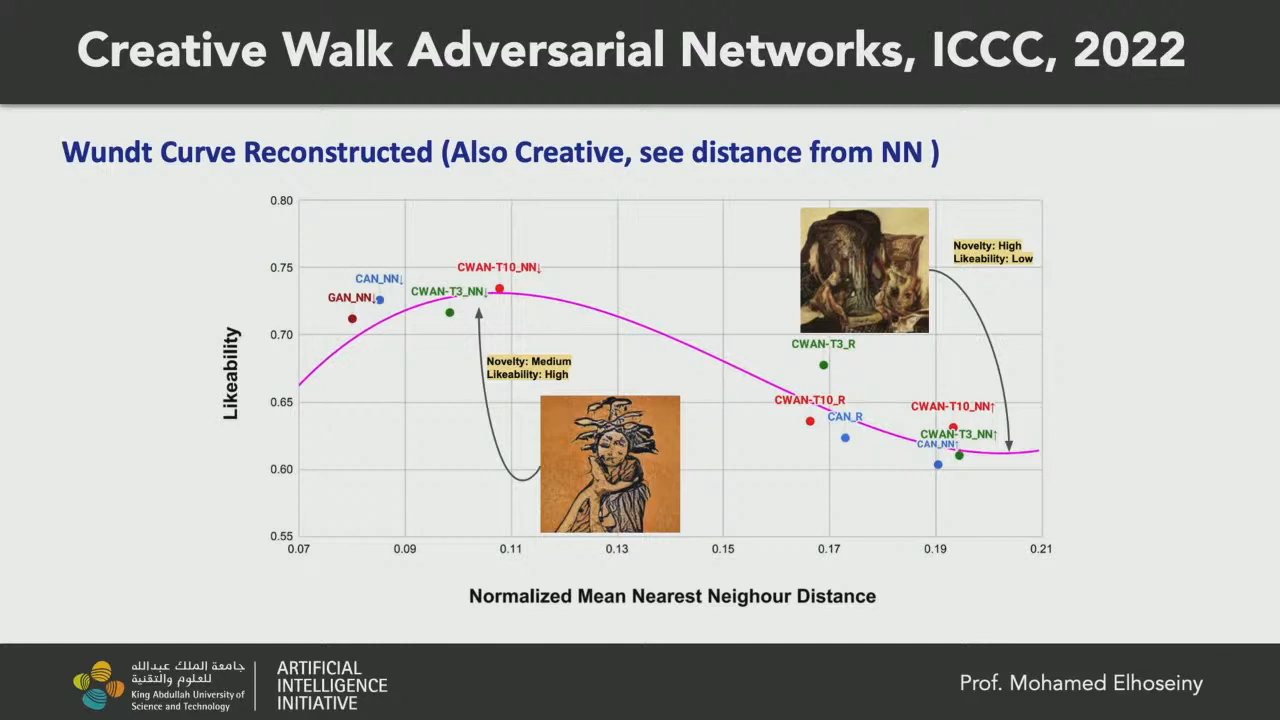 Creative Walk Adversarial Networks, ICCC, 2022
Wundt Curve Reconstructed (Also Creative, see distance from NN )
Likeability
0.80
0.75
0.70
0.65
0.60
0.55
0.07
0.09
0.11
0.13
0.15
0.17
0.19
0.21
GAN_NN↓
CAN_NN↓
CWAN-T3_NN↓
CWAN-T10_NN↓
Novelty: Medium
Likeability: High
Novelty: High
Likeability: Low
CWAN-T3_R
CWAN-T10_R
CAN_R
CWAN-T10_NN↑
CWAN-T3_NN↑
CAN_NN↑
Normalized Mean Nearest Neighour Distance
جامعة الملك عبدالله
للعلوم والتقنية
King Abdullah University of
Science and Technology
ARTIFICIAL
INTELLIGENCE
INITIATIVE
Prof. Mohamed Elhoseiny